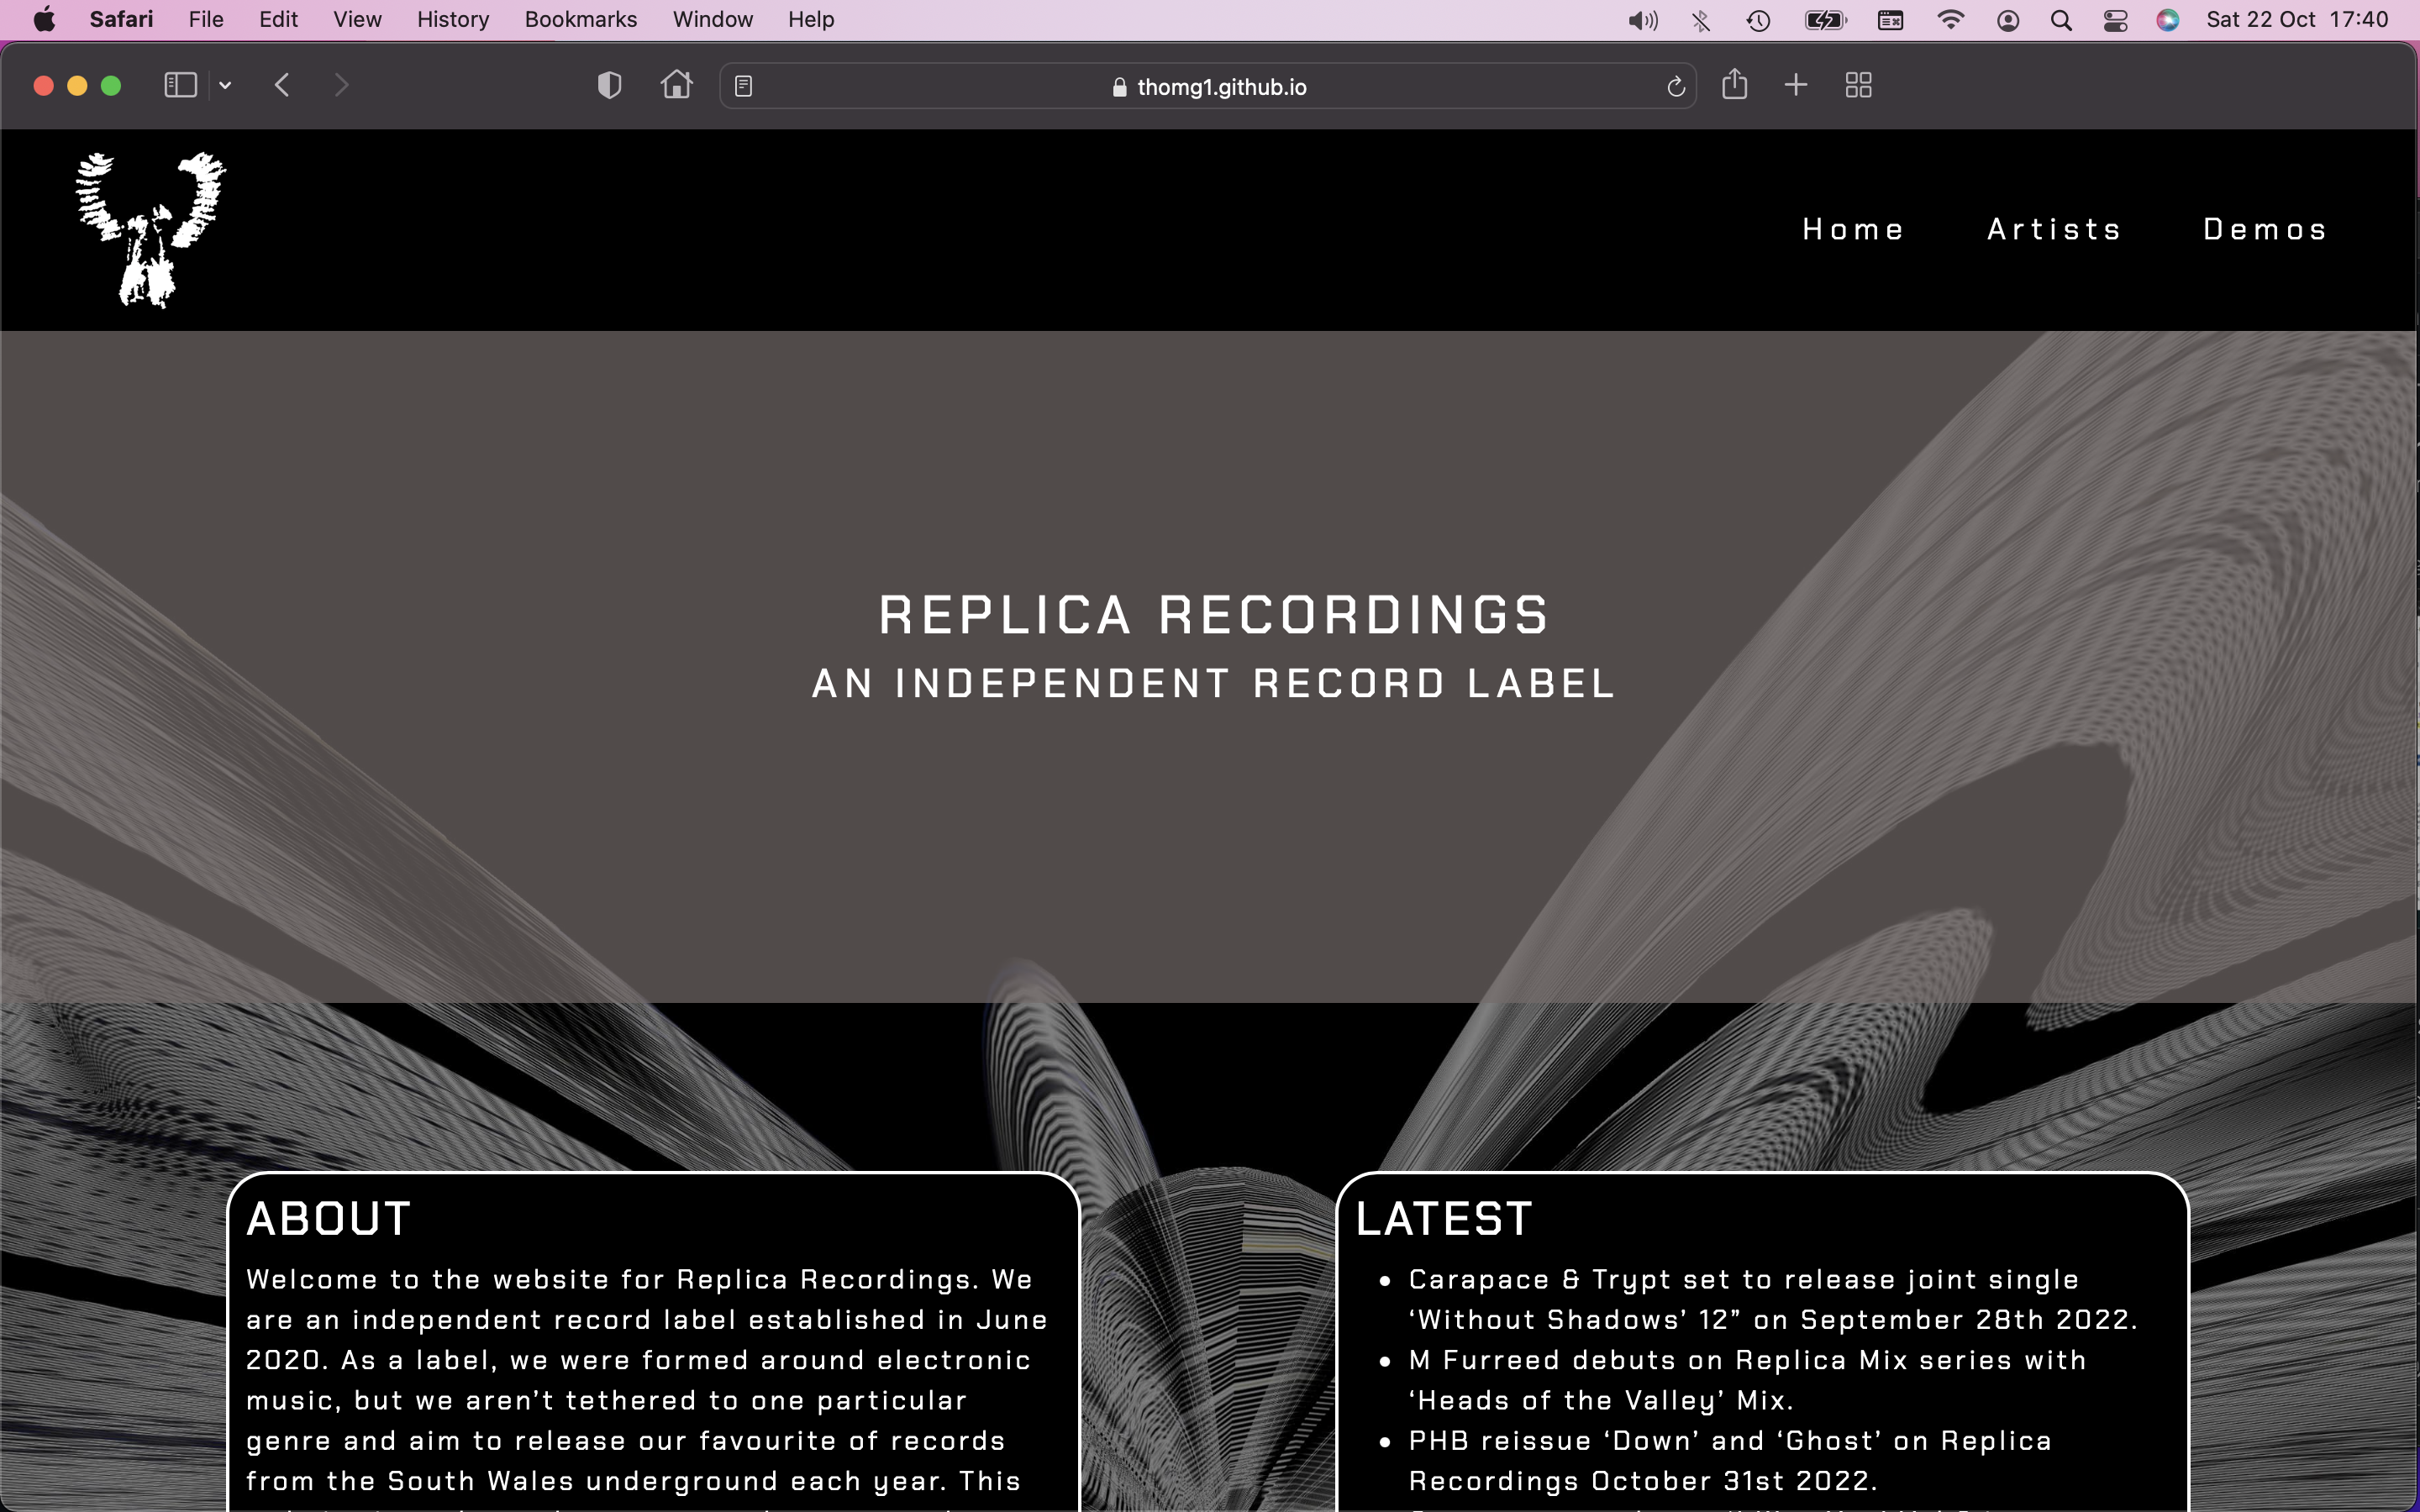 Safari File Edit View History Bookmarks Window Help Sat 22 Oct 17:40
thomg1.github.io
Home Artists Demos
REPLICA RECORDINGS
AN INDEPENDENT RECORD LABEL
ABOUT
Welcome to the website for Replica Recordings. We
are an independent record label established in June
2020. As a label, we were formed around electronic
music, but we aren’t tethered to one particular
genre and aim to release our favourite of records
from the South Wales underground each year. This
LATEST
• Carapace & Trypt set to release joint single
‘Without Shadows’ 12” on September 28th 2022.
• M Furreed debuts on Replica Mix series with
‘Heads of the Valley’ Mix.
• PHB reissue ‘Down’ and ‘Ghost’ on Replica
Recordings October 31st 2022.